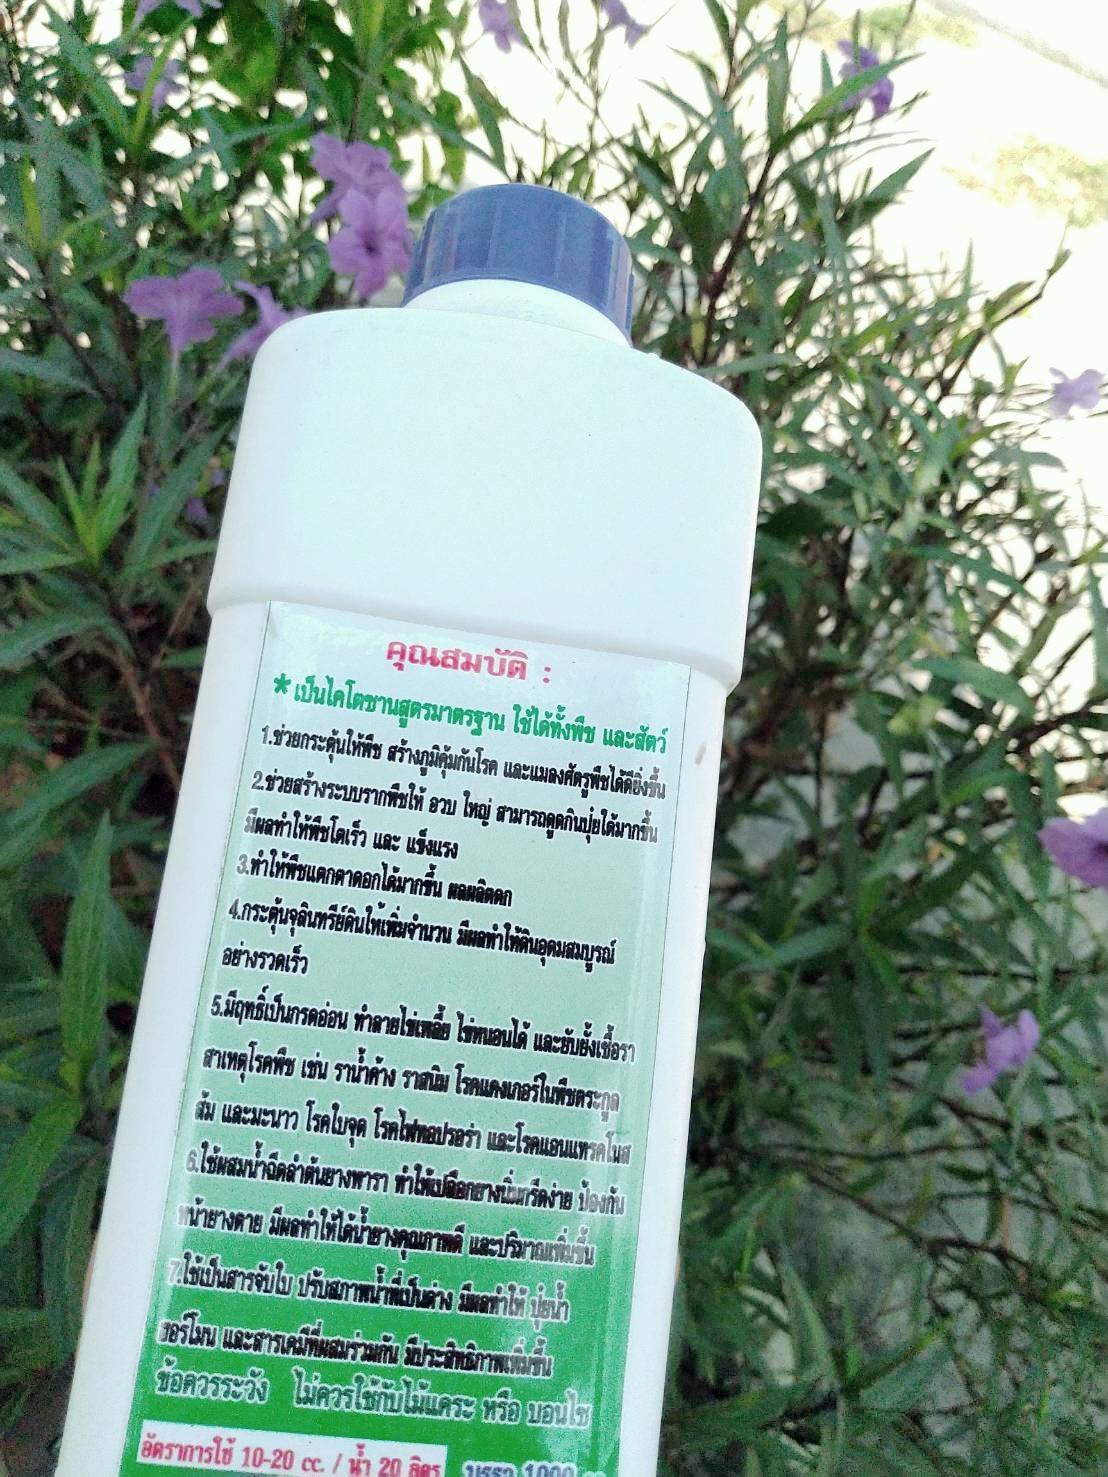 คุณสมบัติ :
* เป็นไคโตซานสูตรมาตรฐาน ใช้ได้ทั้งพืช และสัตว์
1.ช่วยกระตุ้นให้พืช สร้างภูมิคุ้มกันโรค และแมลงศัตรูพืชได้ดียิ่งขึ้น
2.ช่วยสร้างระบบรากพืชให้ อวบ ใหญ่ สามารถดูดกินปุ๋ยได้มากขึ้น
มีผลทำให้พืชโตเร็ว และ แข็งแรง
3.ทำให้พืชแตกตาดอกได้มากขึ้น ผลผลิตดก
4.กระตุ้นจุลินทรีย์ดินให้เพิ่มจำนวน มีผลทำให้ดินอุดมสมบูรณ์
อย่างรวดเร็ว
5.มีฤทธิ์เป็นกรดอ่อน ทำลายไข่เพลี้ย ไข่หนอนได้ และยับยั้งเชื้อรา
สาเหตุโรคพืช เช่น ราน้ำค้าง ราสนิม โรคแคงเกอร์ในพืชตระกูล
ส้ม และมะนาว โรคใบจุด โรคไฟทอปธอร่า และโรคแอนแทรคโนส
6.ใช้ผสมน้ำฉีดลำต้นยางพารา ทำให้เปลือกยางนิ่มกรีดง่าย ป้องกัน
หน้ายางตาย มีผลทำให้ได้น้ำยางคุณภาพดี และปริมาณเพิ่มขึ้น
7.ใช้เป็นสารจับใบ ปรับสภาพน้ำที่เป็นด่าง มีผลทำให้ ปุ๋ยน้ำ
ฮอร์โมน และสารเคมีที่ผสมร่วมกัน มีประสิทธิภาพเพิ่มขึ้น
ข้อควรระวัง ไม่ควรใช้กับไม้แคระ หรือ บอนไซ
อัตราการใช้ 10-20 cc. / น้ำ 20 ลิตร บรรจุ 1000 cc